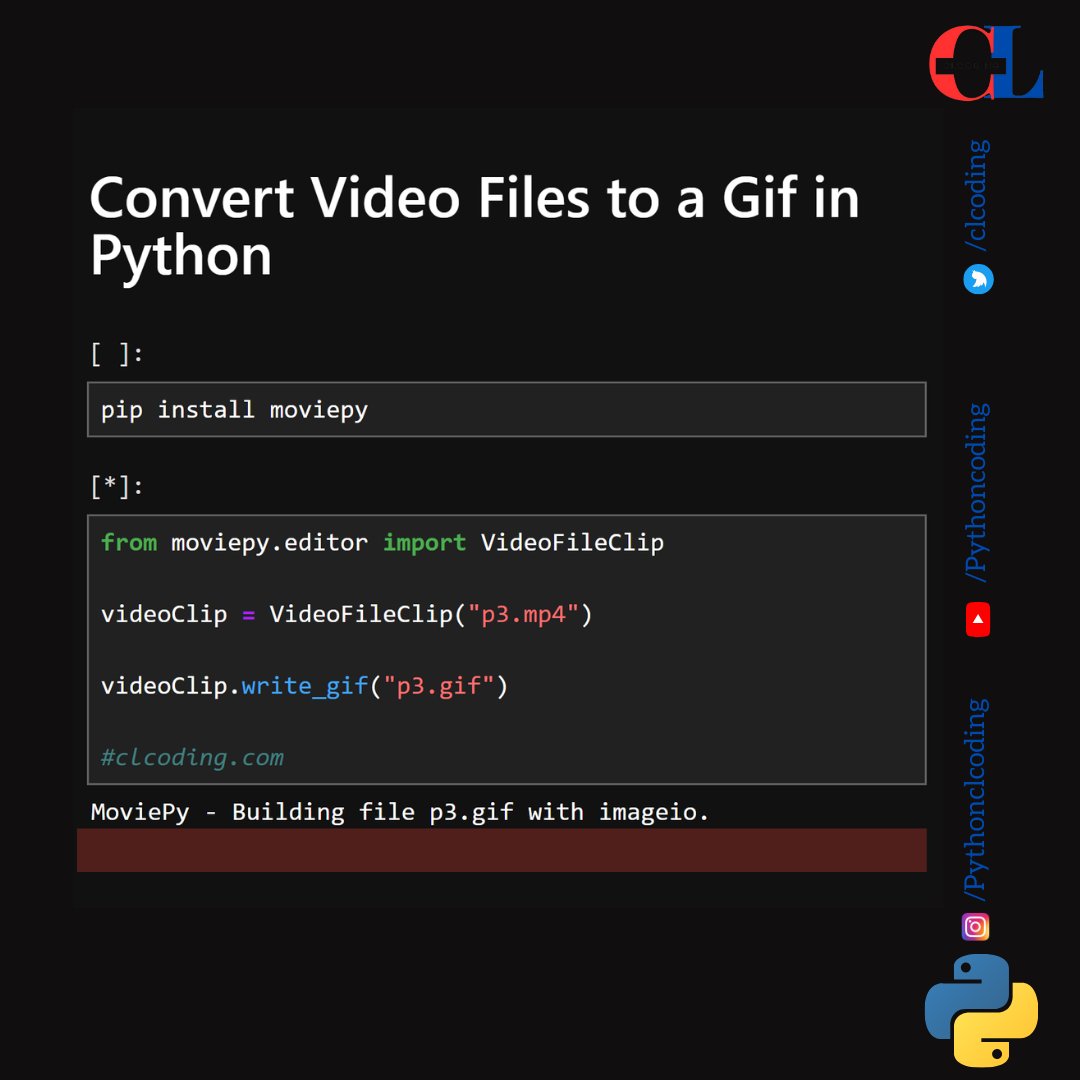 CL
Convert Video Files to a Gif in
Python
[ ]:
pip install moviepy
[*]:
from moviepy.editor import VideoFileClip
videoClip = VideoFileClip("p3.mp4")
videoClip.write_gif("p3.gif")
#clcoding.com
MoviePy - Building file p3.gif with imageio.
/clcoding
/Pythoncoding
/Pythonclcoding